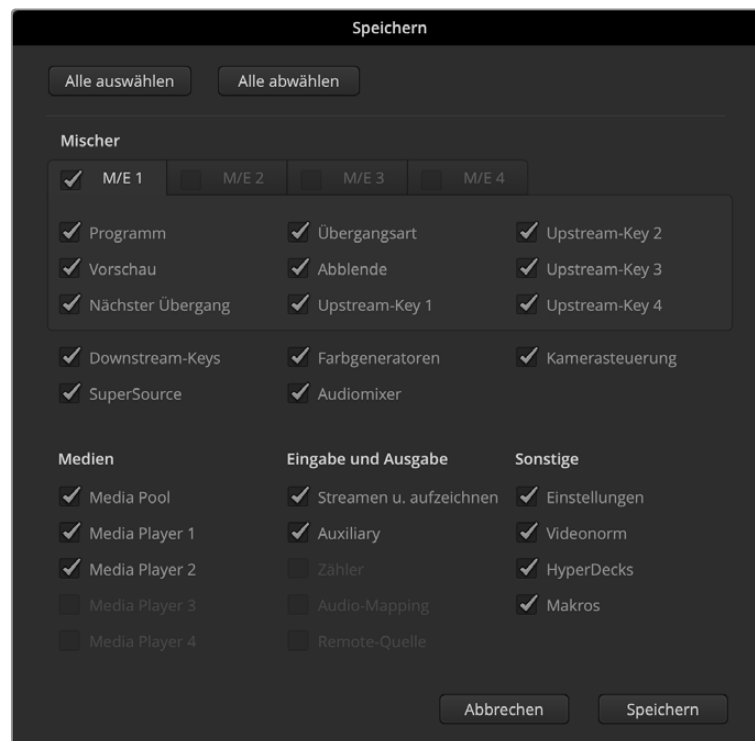 Speichern
Alle auswählen Alle abwählen
Mischer
M/E 1 M/E 2 M/E 3 M/E 4
Programm Übergangsart Upstream-Key 2
Vorschau Abblende Upstream-Key 3
Nächster Übergang Upstream-Key 1 Upstream-Key 4
Downstream-Keys Farbgeneratoren Kamerasteuerung
SuperSource Audiomixer
Medien Eingabe und Ausgabe Sonstige
Media Pool Streamen u. aufzeichnen Einstellungen
Media Player 1 Auxiliary Videonorm
Media Player 2 Zähler HyperDecks
Media Player 3 Audio-Mapping Makros
Media Player 4 Remote-Quelle
Abbrechen Speichern